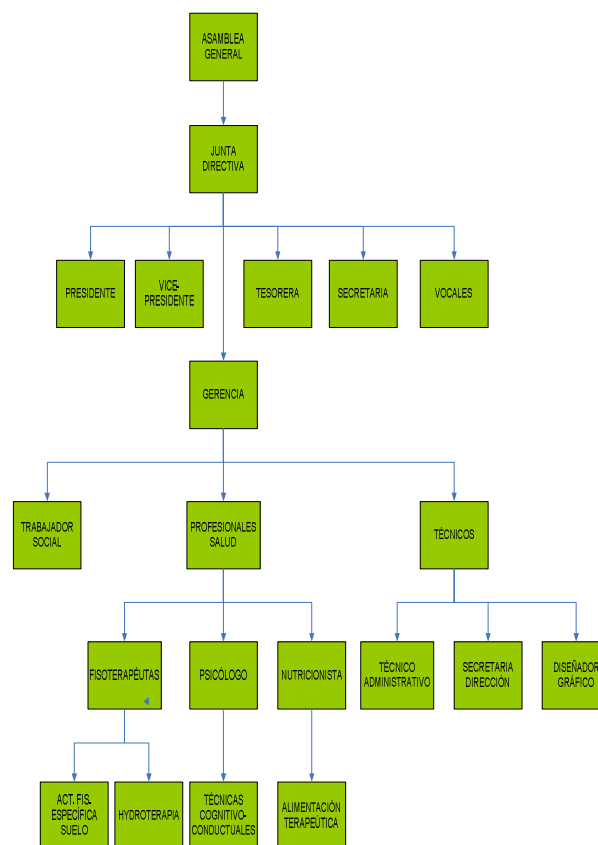 ASAMBLEA
GENERAL
JUNTA
DIRECTIVA
PRESIDENTE
VICE-
PRESIDENTE
TESORERA
SECRETARIA
VOCALES
GERENCIA
TRABAJADOR
SOCIAL
PROFESIONALES
SALUD
TÉCNICOS
FISOTERAPÉUTAS
PSICÓLOGO
NUTRICIONISTA
TÉCNICO
ADMINISTRATIVO
SECRETARIA
DIRECCIÓN
DISEÑADOR
GRÁFICO
ACT. FIS.
ESPECÍFICA
SUELO
HYDROTERAPIA
TÉCNICAS
COGNITIVO-
CONDUCTUALES
ALIMENTACIÓN
TERAPEÚTICA